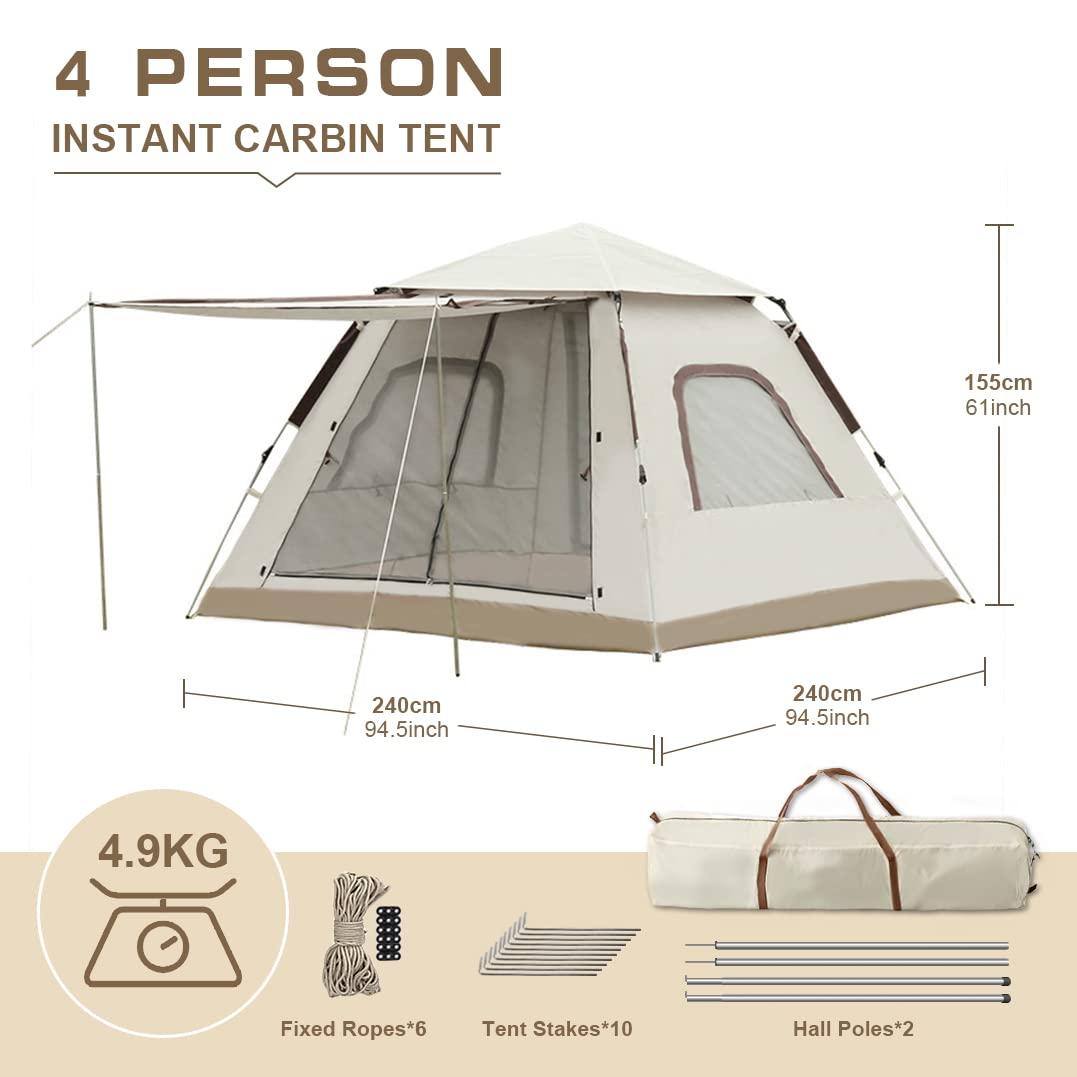 4 PERSON
INSTANT CARBIN TENT
155cm
61inch
240cm
94.5inch
240cm
94.5inch
4.9KG
Fixed Ropes*6
Tent Stakes*10
Hall Poles*2